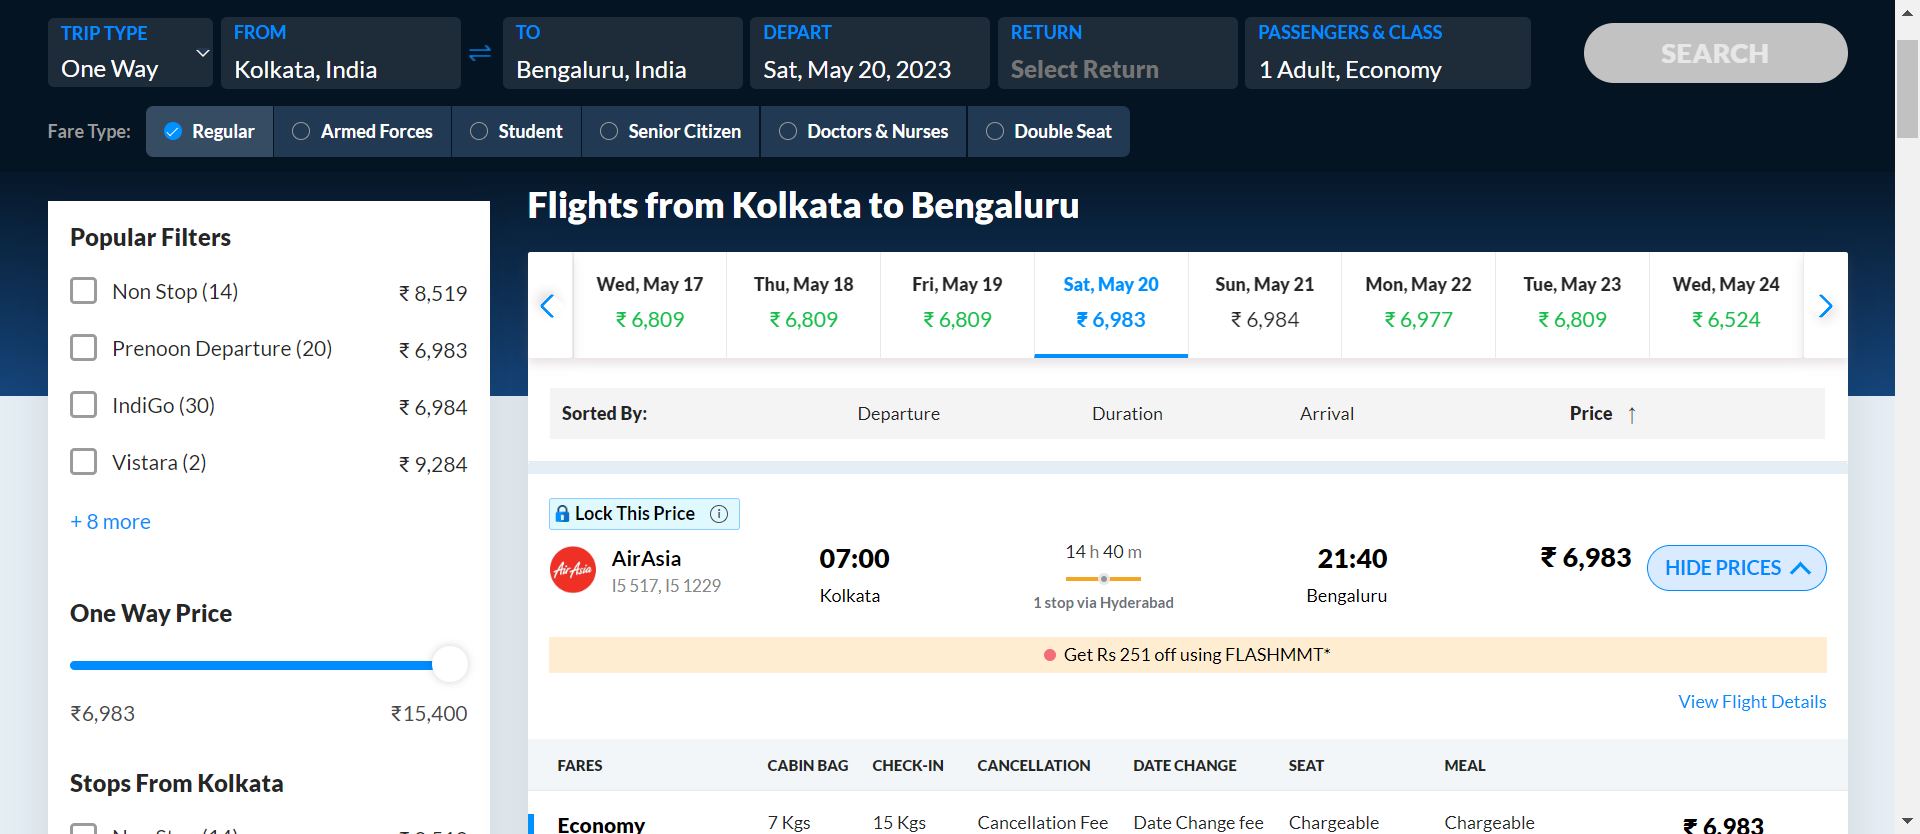 TRIP TYPE
One Way
FROM
Kolkata, India
TO
Bengaluru, India
DEPART
Sat, May 20, 2023
RETURN
Select Return
PASSENGERS & CLASS
1 Adult, Economy
SEARCH
Fare Type:
Regular
Armed Forces
Student
Senior Citizen
Doctors & Nurses
Double Seat
Popular Filters
Non Stop (14) ₹ 8,519
Prenoon Departure (20) ₹ 6,983
IndiGo (30) ₹ 6,984
Vistara (2) ₹ 9,284
+ 8 more
One Way Price
₹6,983 ₹15,400
Stops From Kolkata
Flights from Kolkata to Bengaluru
Wed, May 17
₹ 6,809
Thu, May 18
₹ 6,809
Fri, May 19
₹ 6,809
Sat, May 20
₹ 6,983
Sun, May 21
₹ 6,984
Mon, May 22
₹ 6,977
Tue, May 23
₹ 6,809
Wed, May 24
₹ 6,524
Sorted By: Departure Duration Arrival Price ↑
Lock This Price
AirAsia
AirAsia
I5 517, I5 1229
07:00
Kolkata
14 h 40 m
1 stop via Hyderabad
21:40
Bengaluru
₹ 6,983
HIDE PRICES
Get Rs 251 off using FLASHMMT*
View Flight Details
FARES CABIN BAG CHECK-IN CANCELLATION DATE CHANGE SEAT MEAL
Economy 7 Kgs 15 Kgs Cancellation Fee Date Change fee Chargeable Chargeable ₹ 6,983